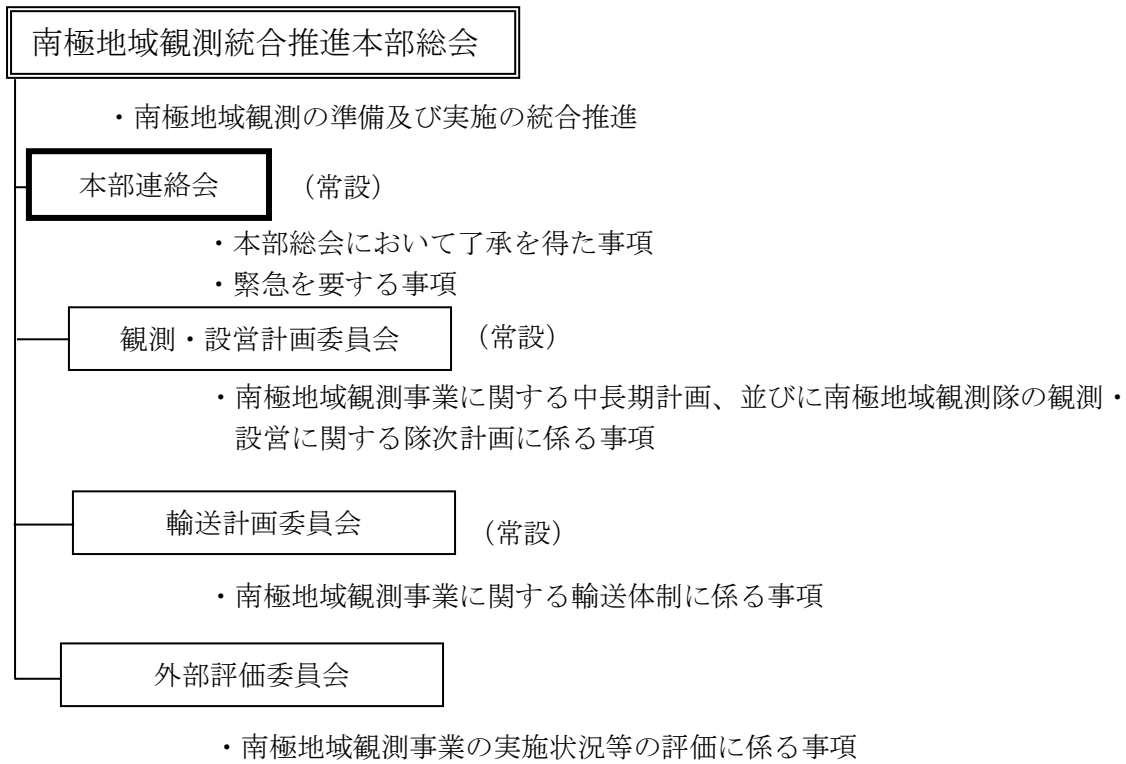 南極地域観測統合推進本部総会
・南極地域観測の準備及び実施の統合推進
本部連絡会 （常設）
・本部総会において了承を得た事項
・緊急を要する事項
観測・設営計画委員会 （常設）
・南極地域観測事業に関する中長期計画、並びに南極地域観測隊の観測・
設営に関する隊次計画に係る事項
輸送計画委員会 （常設）
・南極地域観測事業に関する輸送体制に係る事項
外部評価委員会
・南極地域観測事業の実施状況等の評価に係る事項